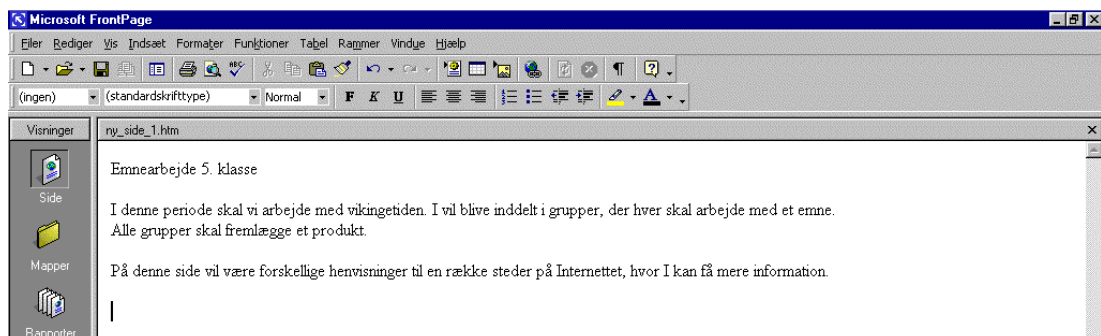 Microsoft FrontPage
Filer Rediger Vis Indsæt Formater Funktioner Tabel Rammer Vindue Hjælp
(ingen) (standardskrifttype) Normal F K U A
Visninger ny_side_1.htm
Emnearbejde 5. klasse
Side
I denne periode skal vi arbejde med vikingetiden. I vil blive inddelt i grupper, der hver skal arbejde med et emne.
Alle grupper skal fremlægge et produkt.
Mapper
På denne side vil være forskellige henvisninger til en række steder på Internettet, hvor I kan få mere information.
Rapporter